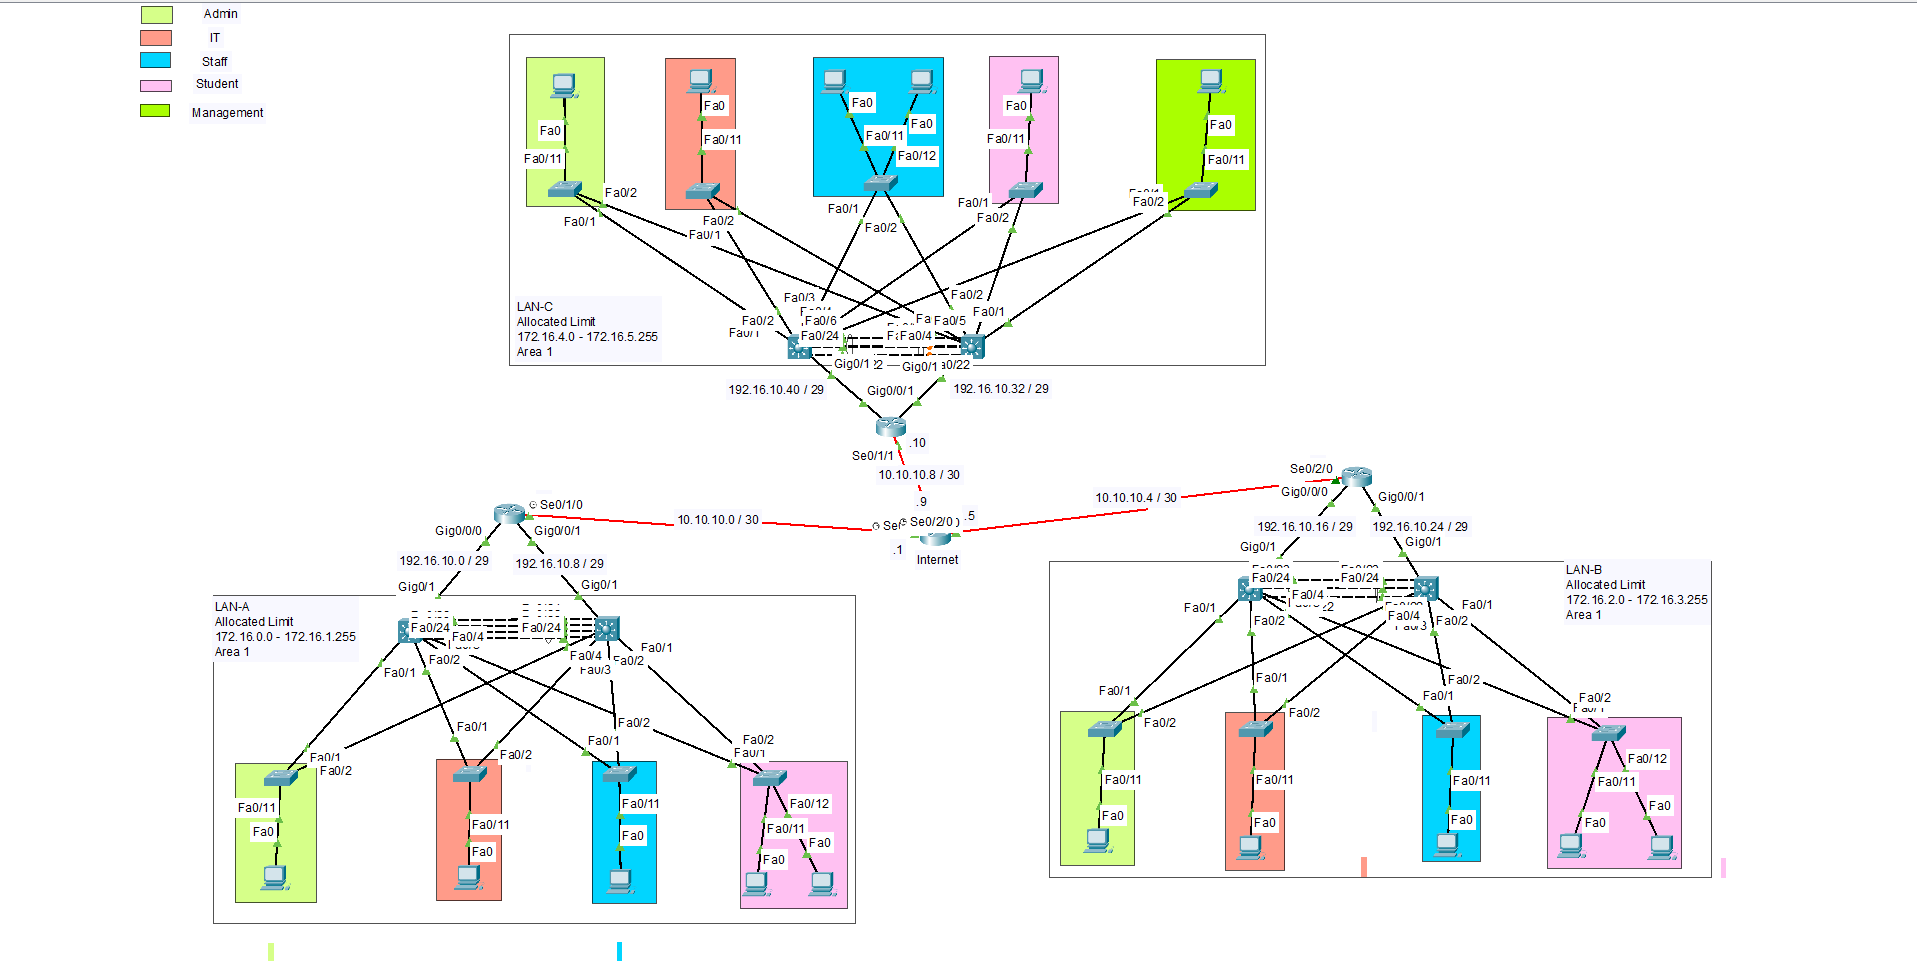 Admin
IT
Staff
Student
Management
Fa0
Fa0/11
Fa0/2
Fa0/1
Fa0
Fa0/11
Fa0/2
Fa0/1
Fa0
Fa0
Fa0/11
Fa0/12
Fa0/1
Fa0/2
Fa0
Fa0/11
Fa0/1
Fa0/2
Fa0
Fa0/11
Fa0/2
LAN-C
Allocated Limit
172.16.4.0 - 172.16.5.255
Area 1
Fa0/3
Fa0/2
Fa0/6
Fa0/2
Fa0/1
Fa0/5
Fa0/1
Fa0/24
Fa0/4
Gig0/1
Gig0/1
192.16.10.40 / 29
Gig0/0/1
192.16.10.32 / 29
.10
Se0/1/1
10.10.10.8 / 30
.9
Se0/2/0
10.10.10.4 / 30
Gig0/0/0
Gig0/0/1
Se0/1/0
10.10.10.0 / 30
Se0/2/0
.5
.1
Internet
Gig0/0/0
Gig0/0/1
192.16.10.0 / 29
192.16.10.8 / 29
Gig0/1
Gig0/1
192.16.10.16 / 29
192.16.10.24 / 29
Gig0/1
Gig0/1
LAN-A
Allocated Limit
172.16.0.0 - 172.16.1.255
Area 1
Fa0/24
Fa0/4
Fa0/24
Fa0/1
Fa0/2
Fa0/4
Fa0/3
Fa0/2
Fa0/1
Fa0/1
Fa0/2
Fa0/1
Fa0/2
Fa0/1
Fa0/2
Fa0/2
Fa0/1
Fa0/11
Fa0
Fa0/11
Fa0
Fa0/11
Fa0
Fa0/12
Fa0/11
Fa0
Fa0
LAN-B
Allocated Limit
172.16.2.0 - 172.16.3.255
Area 1
Fa0/24
Fa0/24
Fa0/4
Fa0/1
Fa0/2
Fa0/4
Fa0/3
Fa0/2
Fa0/1
Fa0/1
Fa0/2
Fa0/1
Fa0/2
Fa0/1
Fa0/2
Fa0/2
Fa0/11
Fa0
Fa0/11
Fa0
Fa0/11
Fa0
Fa0/12
Fa0/11
Fa0
Fa0